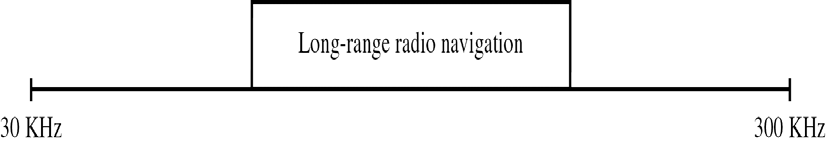 Long-range radio navigation
30 KHz
300 KHz